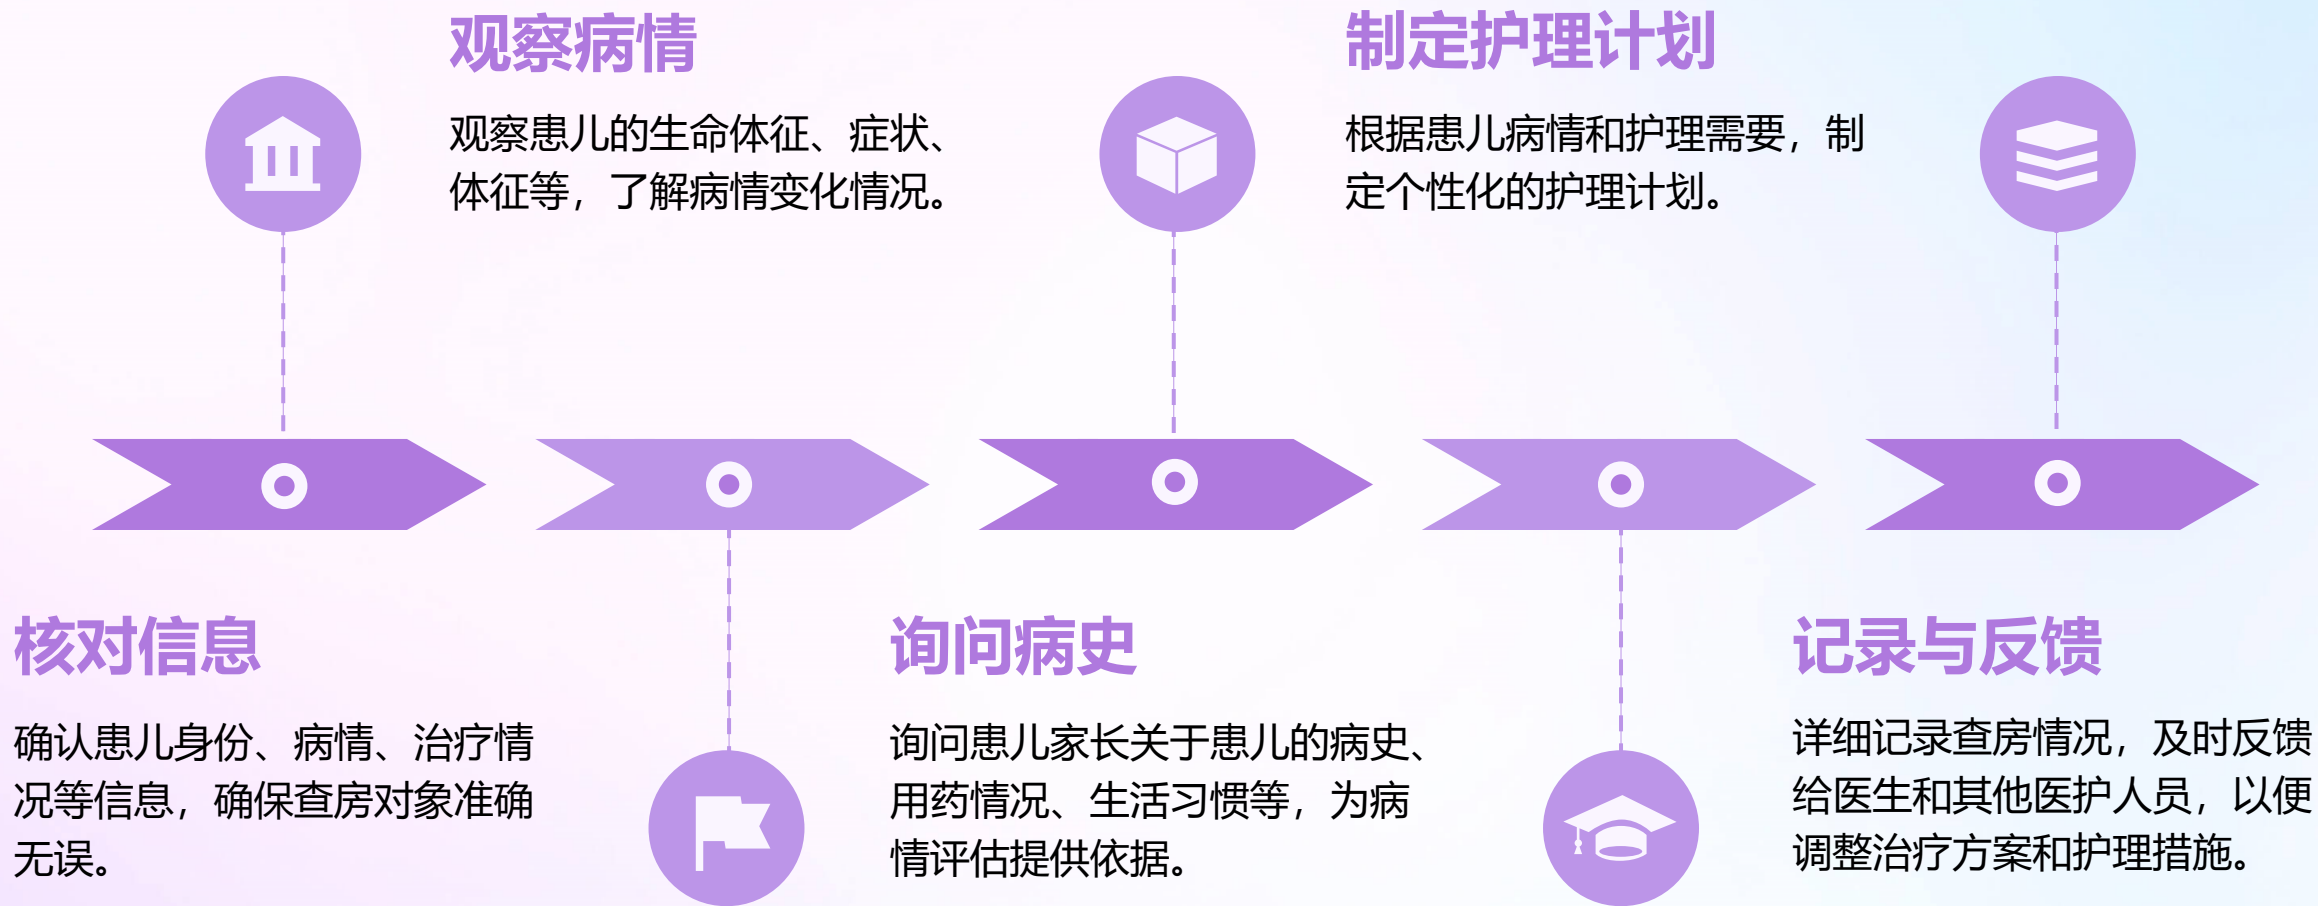 核对信息
确认患儿身份、病情、治疗情
况等信息，确保查房对象准确
无误。
观察病情
观察患儿的生命体征、症状、
体征等，了解病情变化情况。
询问病史
询问患儿家长关于患儿的病史、
用药情况、生活习惯等，为病
情评估提供依据。
制定护理计划
根据患儿病情和护理需要，制
定个性化的护理计划。
记录与反馈
详细记录查房情况，及时反馈
给医生和其他医护人员，以便
调整治疗方案和护理措施。